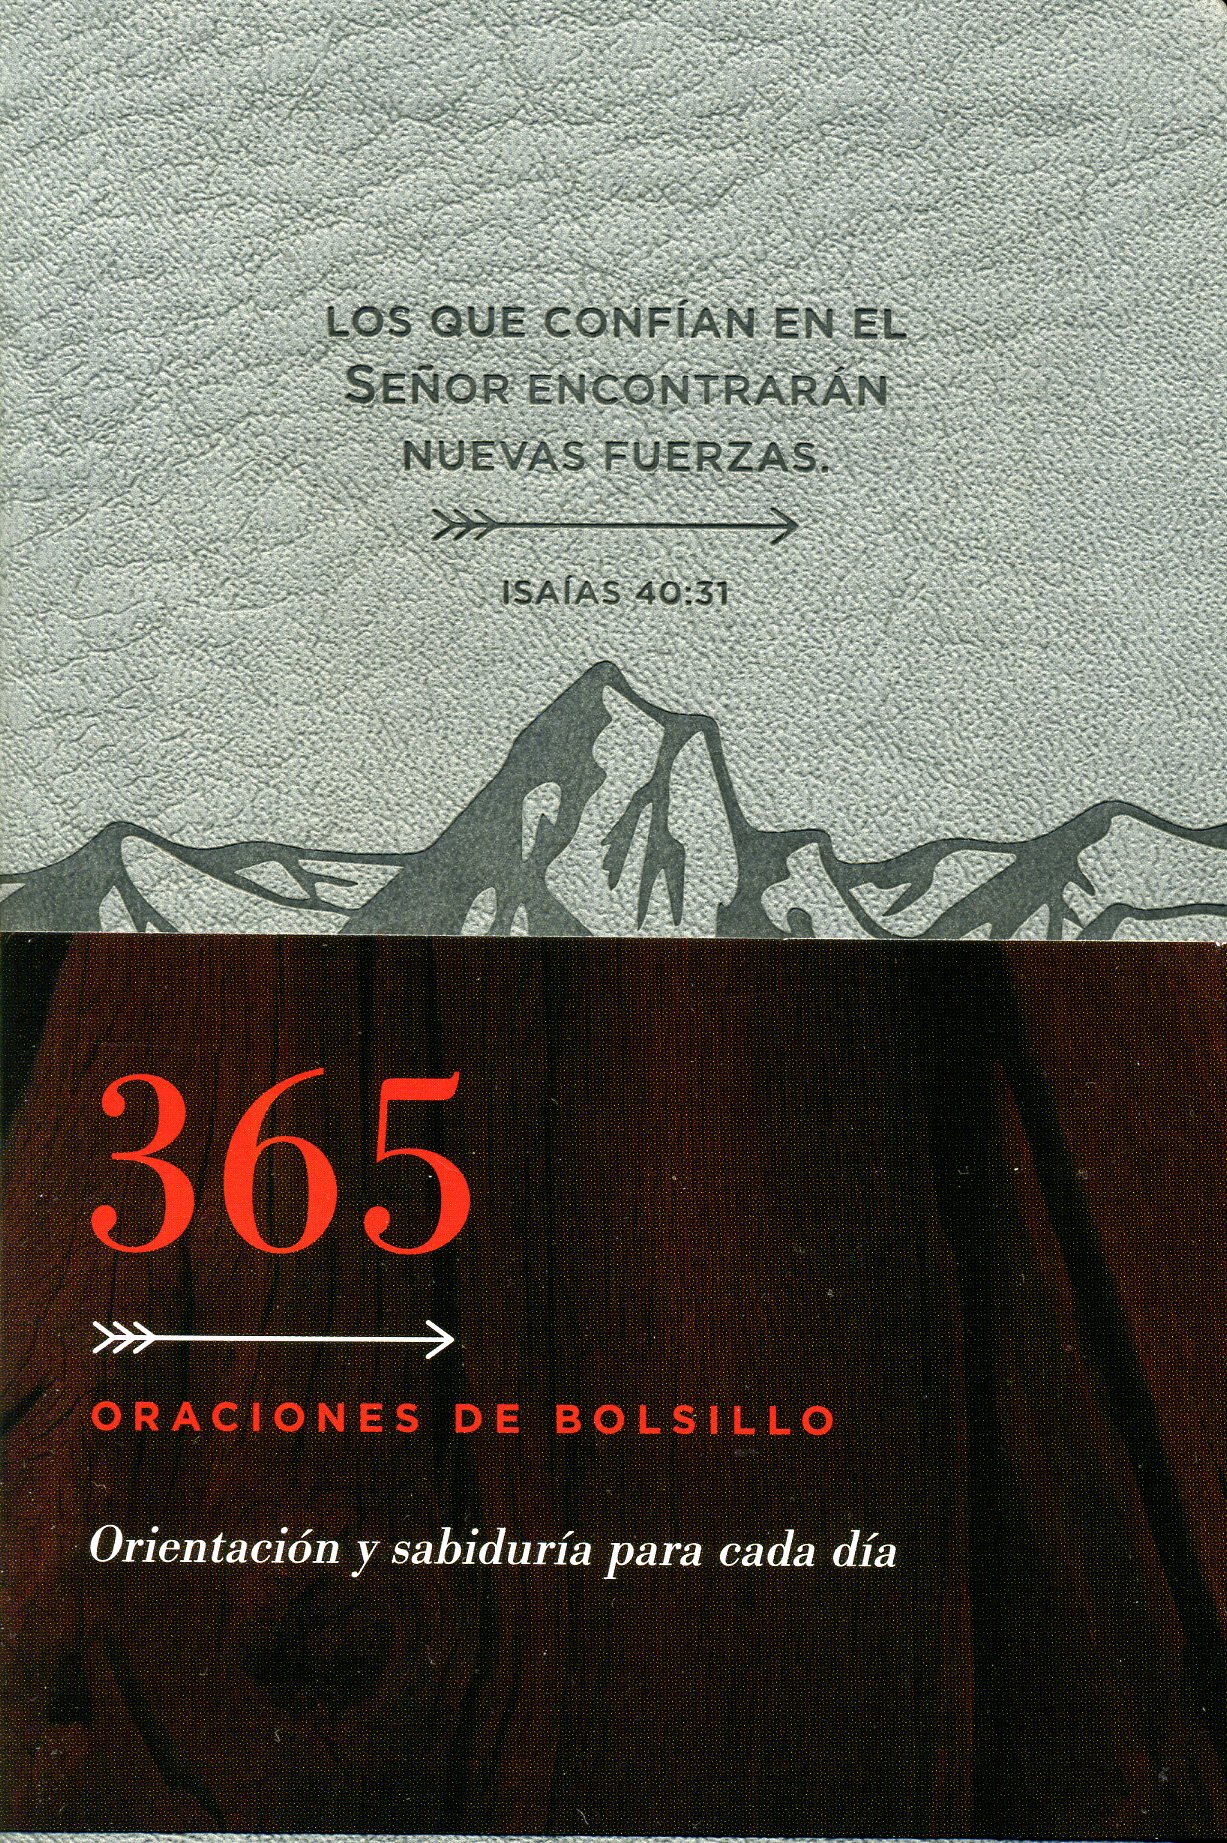 LOS QUE CONFÍAN EN EL
SEÑOR ENCONTRARÁN
NUEVAS FUERZAS.
ISAÍAS 40:31
365
ORACIONES DE BOLSILLO
Orientación y sabiduría para cada día